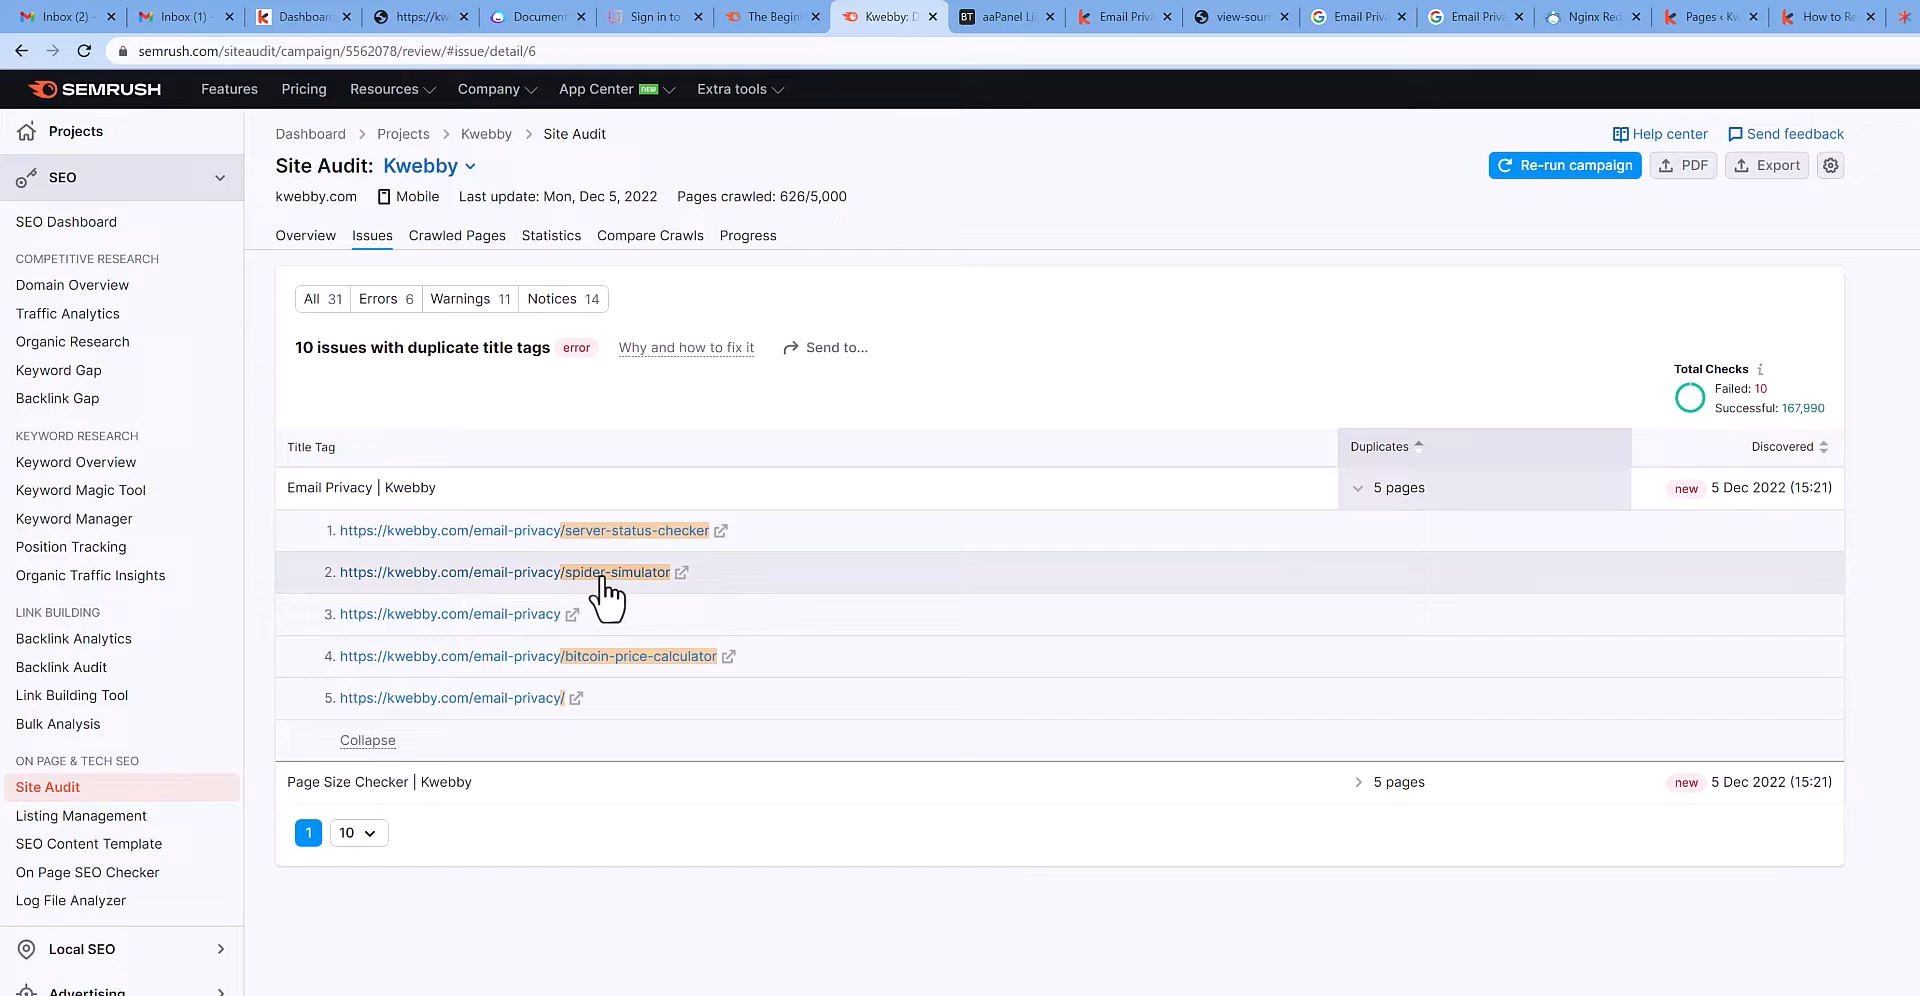 Inbox (2) -
Inbox (1) -
Dashboar
https://kw
Document
Sign in to
The Begin
Kwebby: D
aaPanel Li
Email Priva
view-sour
Email Priva
Email Priva
Nginx Red
Pages ‹ Kw
How to Re
semrush.com/siteaudit/campaign/5562078/review/#issue/detail/6
SEMRUSH
Features
Pricing
Resources
Company
App Center NEW
Extra tools
Projects
SEO
SEO Dashboard
COMPETITIVE RESEARCH
Domain Overview
Traffic Analytics
Organic Research
Keyword Gap
Backlink Gap
KEYWORD RESEARCH
Keyword Overview
Keyword Magic Tool
Keyword Manager
Position Tracking
Organic Traffic Insights
LINK BUILDING
Backlink Analytics
Backlink Audit
Link Building Tool
Bulk Analysis
ON PAGE & TECH SEO
Site Audit
Listing Management
SEO Content Template
On Page SEO Checker
Log File Analyzer
Local SEO
Advertising
Dashboard > Projects > Kwebby > Site Audit
Help center
Send feedback
Site Audit: Kwebby
Re-run campaign
PDF
Export
kwebby.com
Mobile
Last update: Mon, Dec 5, 2022
Pages crawled: 626/5,000
Overview
Issues
Crawled Pages
Statistics
Compare Crawls
Progress
All 31
Errors 6
Warnings 11
Notices 14
10 issues with duplicate title tags error
Why and how to fix it
Send to...
Total Checks i
Failed: 10
Successful: 167,990
Title Tag
Duplicates
Discovered
Email Privacy | Kwebby
5 pages
new 5 Dec 2022 (15:21)
1. https://kwebby.com/email-privacy/server-status-checker
2. https://kwebby.com/email-privacy/spider-simulator
3. https://kwebby.com/email-privacy
4. https://kwebby.com/email-privacy/bitcoin-price-calculator
5. https://kwebby.com/email-privacy/
Collapse
Page Size Checker | Kwebby
5 pages
new 5 Dec 2022 (15:21)
1
10